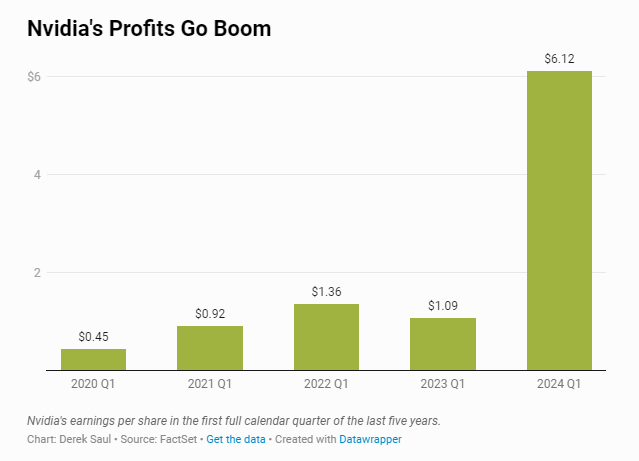 Nvidia's Profits Go Boom
$6.12
$6
4
2
$1.36
$1.09
$0.92
$0.45
2020 Q1 2021 Q1 2022 Q1 2023 Q1 2024 Q1
Nvidia's earnings per share in the first full calendar quarter of the last five years.
Chart: Derek Saul • Source: FactSet • Get the data • Created with Datawrapper